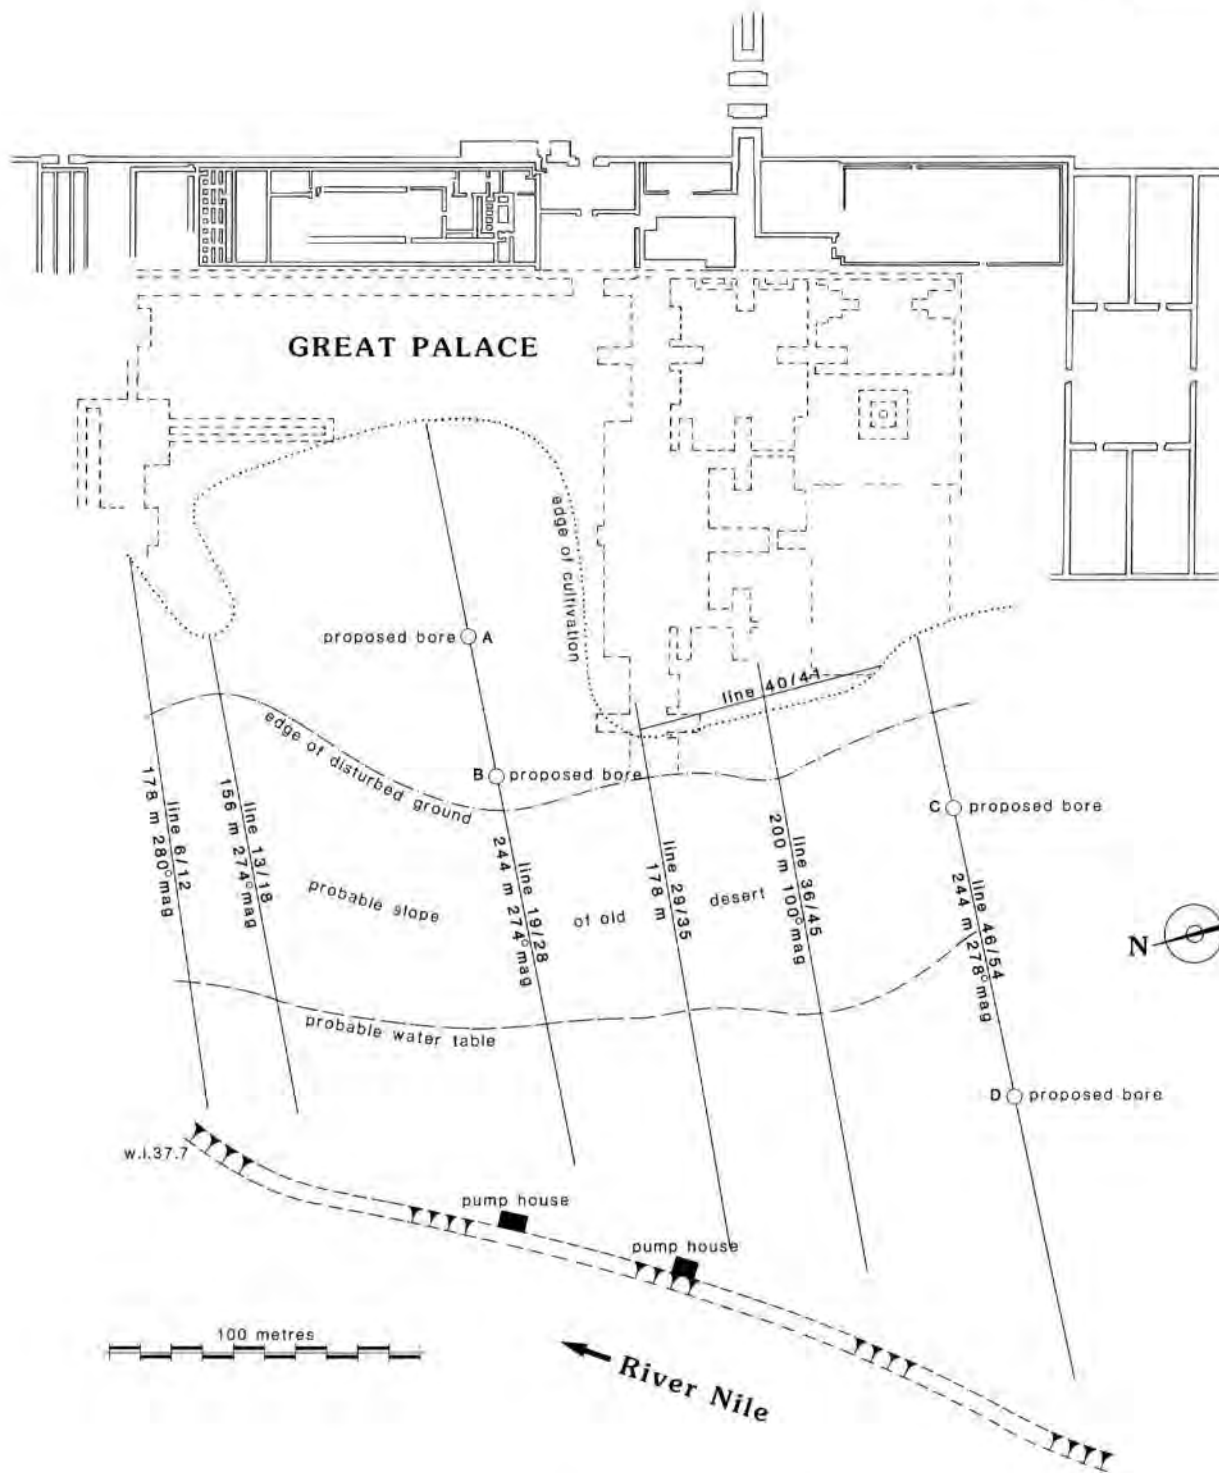 GREAT PALACE
edge of cultivation
proposed bore A
line 40/41
edge of disturbed ground
B proposed bore
C proposed bore
line 6/12
178 m 280° mag
line 13/18
156 m 274° mag
line 19/28
244 m 274° mag
line 29/35
178 m
line 36/45
200 m 100° mag
line 46/54
244 m 278° mag
probable slope
of old
desert
N
probable water table
D proposed bore
w.l.37.7
pump house
pump house
100 metres
River Nile